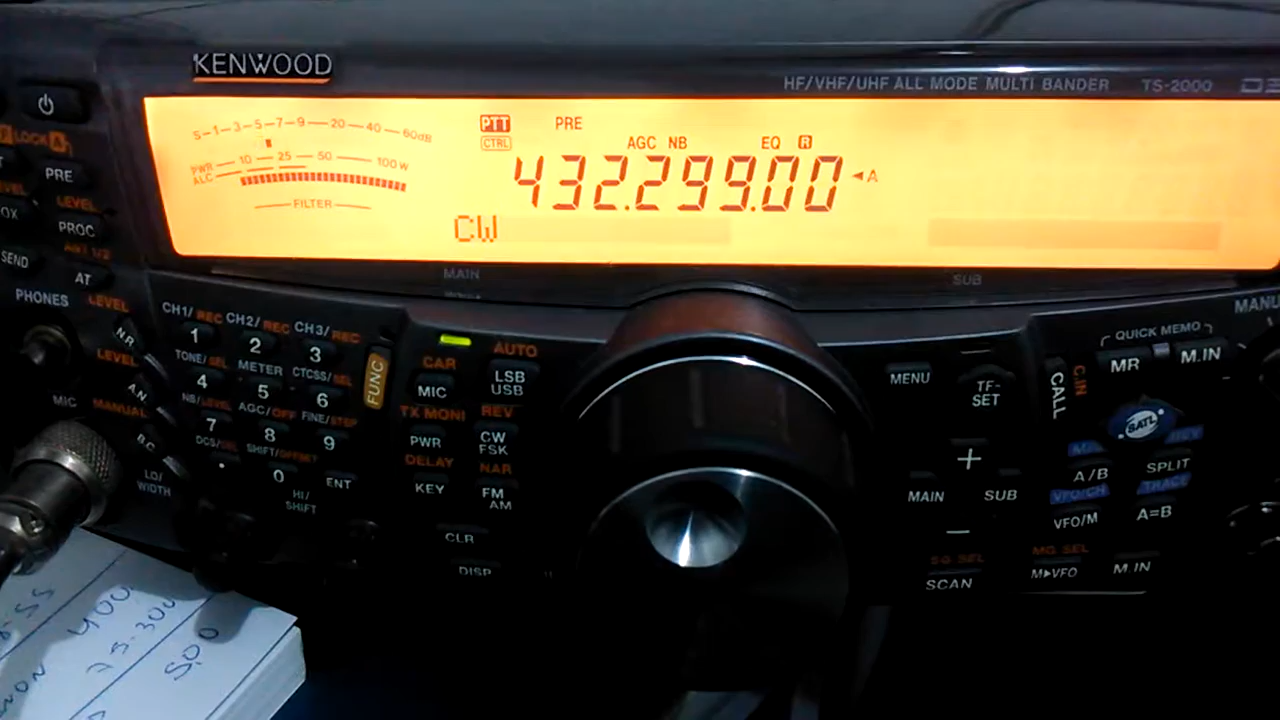 KENWOOD
HF/VHF/UHF ALL MODE MULTI BANDER TS-2000
S-1-3-5-7-9-20-40-60dB
PWR 10 25 50 100 W
ALC
FILTER
PTT PRE
CTRL AGC NB EQ R
432.299.00 ◄A
CW
MAIN
SUB
LOCK A
PRE
LEVEL
PROC
SEND
AT
PHONES LEVEL
NR
LEVEL
A.N
MIC MANUAL
B.C
LO/
WIDTH
CH1/REC CH2/REC CH3/REC
1 2 3
TONE/SEL METER CTCSS/SEL
4 5 6
NB/LEVEL AGC/OFF FINE/STEP
7 8 9
DCS/SEL SHIFT/OFFSET
. 0 ENT
HI/
SHIFT
FUNC
CAR AUTO
MIC LSB
USB
TX MONI REV
PWR CW
FSK
DELAY NAR
KEY FM
AM
CLR
DISP
MENU TF-
SET
+
MAIN SUB
−
SG SEL
SCAN
QUICK MEMO
MR M.IN
CALL C.IN
SATL
A/B SPLIT
VFO/CH TRACE
VFO/M A=B
MG SEL
M▶VFO M.IN
400
500